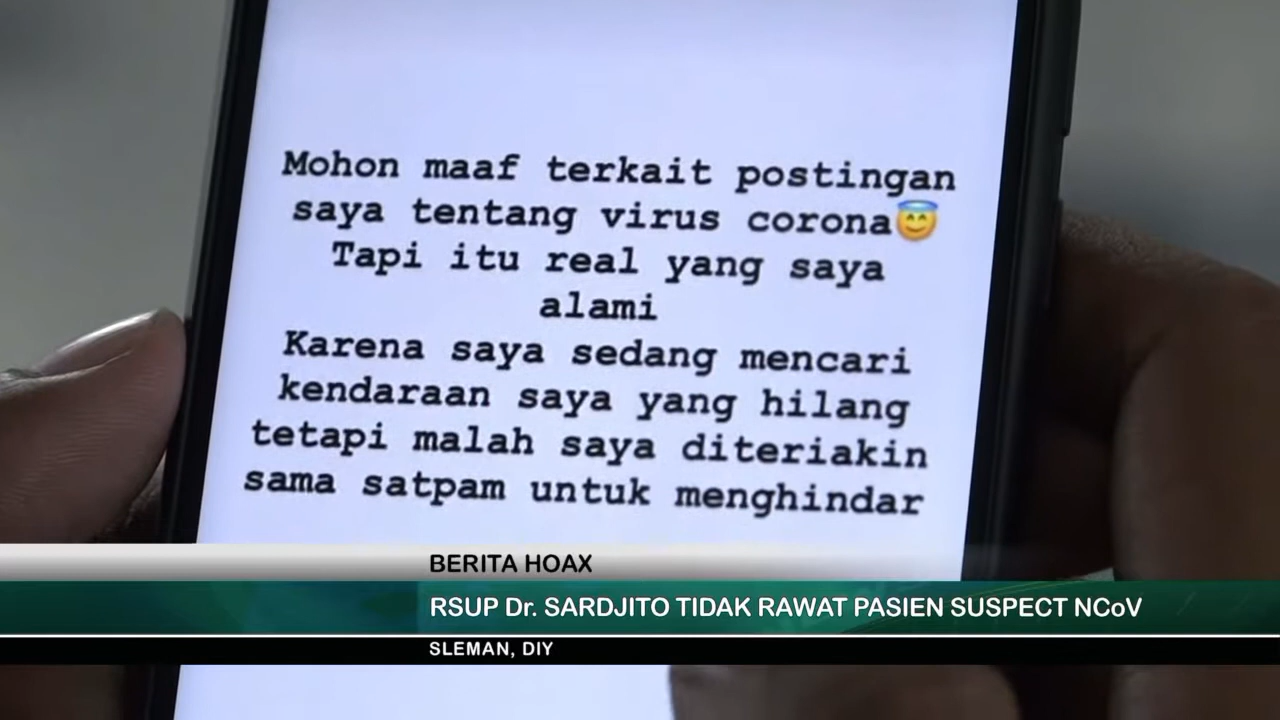 Mohon maaf terkait postingan
saya tentang virus corona😇
Tapi itu real yang saya
alami
Karena saya sedang mencari
kendaraan saya yang hilang
tetapi malah saya diteriakin
sama satpam untuk menghindar
BERITA HOAX
RSUP Dr. SARDJITO TIDAK RAWAT PASIEN SUSPECT NCoV
SLEMAN, DIY